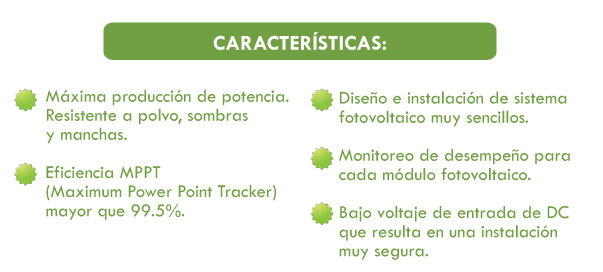 CARACTERÍSTICAS:
Máxima producción de potencia.
Resistente a polvo, sombras
y manchas.
Eficiencia MPPT
(Maximum Power Point Tracker)
mayor que 99.5%.
Diseño e instalación de sistema
fotovoltaico muy sencillos.
Monitoreo de desempeño para
cada módulo fotovoltaico.
Bajo voltaje de entrada de DC
que resulta en una instalación
muy segura.